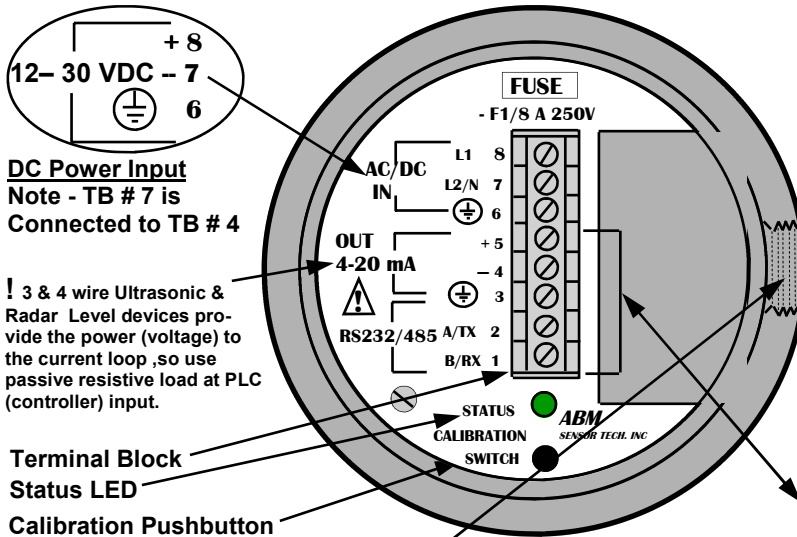 + 8
12– 30 VDC -- 7
6
DC Power Input
Note - TB # 7 is
Connected to TB # 4
! 3 & 4 wire Ultrasonic &
Radar Level devices pro-
vide the power (voltage) to
the current loop ,so use
passive resistive load at PLC
(controller) input.
Terminal Block
Status LED
Calibration Pushbutton
FUSE
- F1/8 A 250V
AC/DC
IN
L1 8
L2/N 7
6
OUT
4-20 mA
+ 5
– 4
3
!
RS232/485 A/TX 2
B/RX 1
STATUS
CALIBRATION
SWITCH
ABM
SENSOR TECH. INC